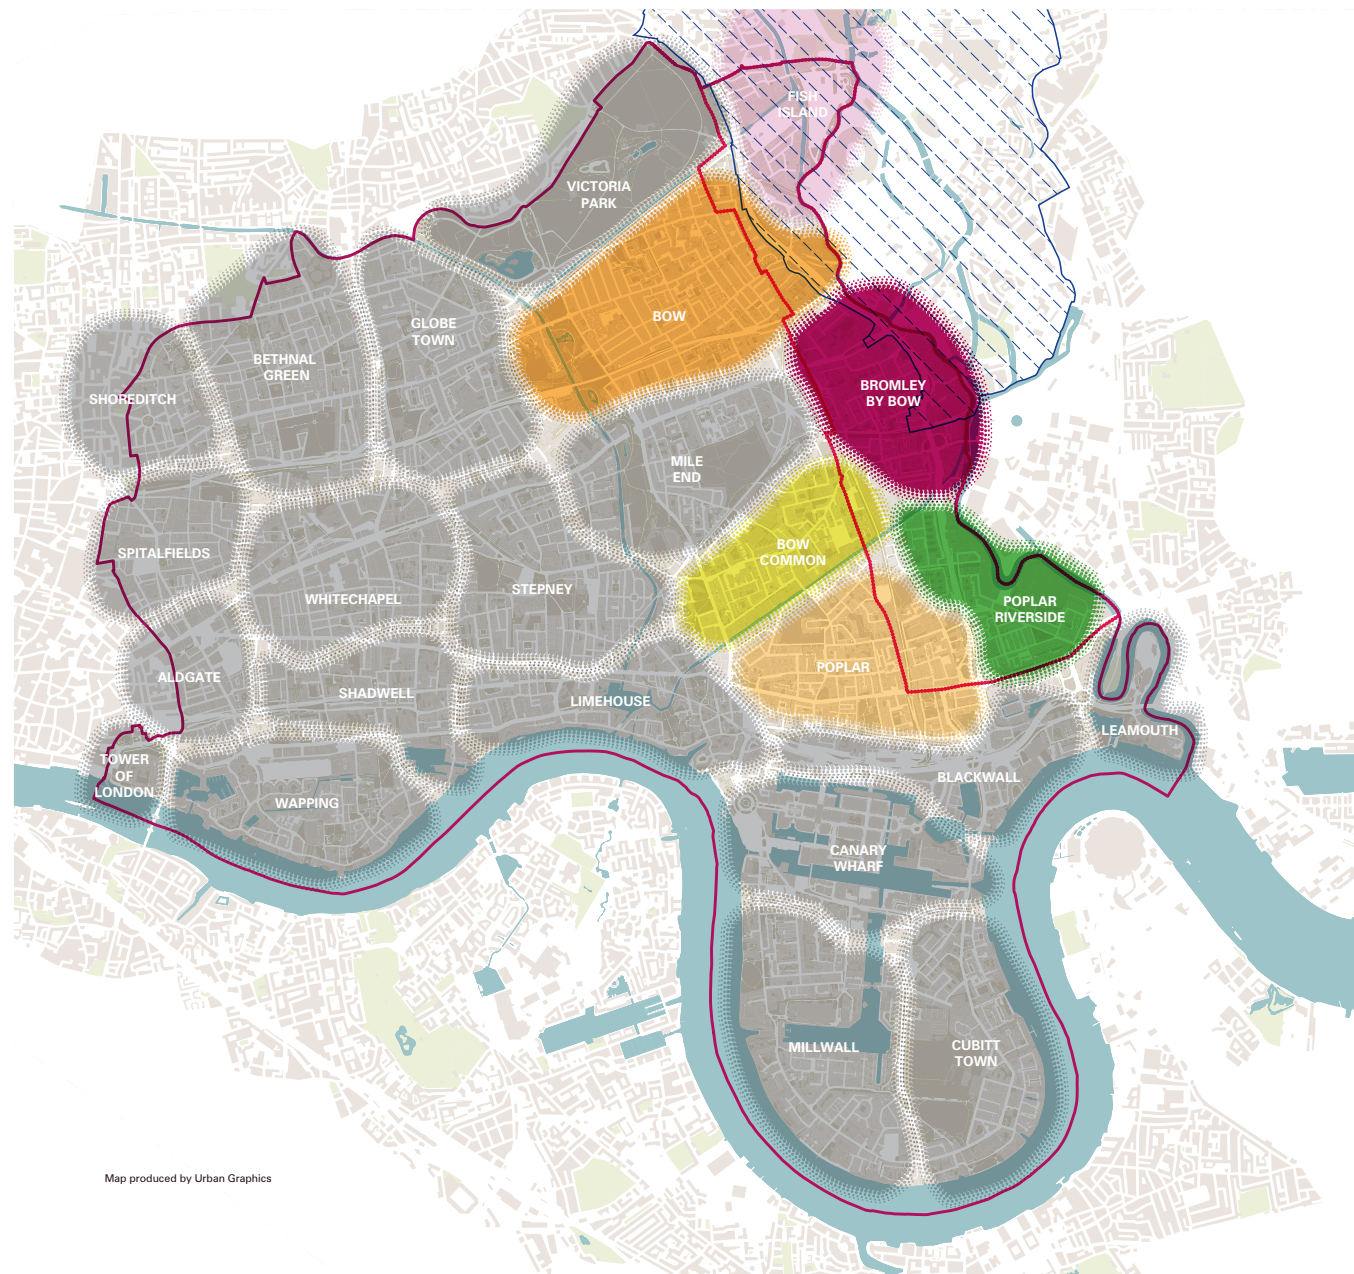 FISH
ISLAND
VICTORIA
PARK
BOW
GLOBE
TOWN
BETHNAL
GREEN
BROMLEY
BY BOW
SHOREDITCH
MILE
END
BOW
COMMON
SPITALFIELDS
STEPNEY
WHITECHAPEL
POPLAR
RIVERSIDE
POPLAR
ALDGATE
SHADWELL
LIMEHOUSE
LEAMOUTH
TOWER
OF
LONDON
BLACKWALL
WAPPING
CANARY
WHARF
MILLWALL
CUBITT
TOWN
Map produced by Urban Graphics